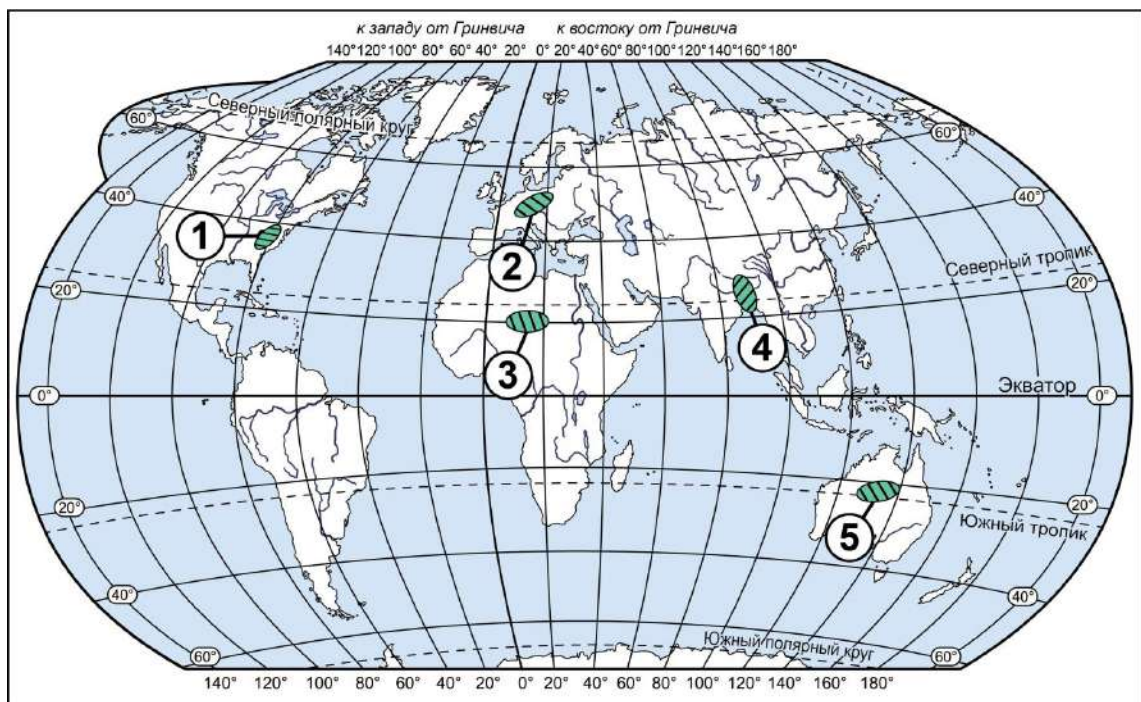 к западу от Гринвича к востоку от Гринвича
140° 120° 100° 80° 60° 40° 20° 0° 20° 40° 60° 80° 100° 120° 140° 160° 180°
Северный полярный круг
60° 60°
40° 40°
1
2
Северный тропик
20° 20°
3
4
Экватор
0° 0°
20° 20°
5
Южный тропик
40° 40°
Южный полярный круг
60° 60°
140° 120° 100° 80° 60° 40° 20° 0° 20° 40° 60° 80° 100° 120° 140° 160° 180°